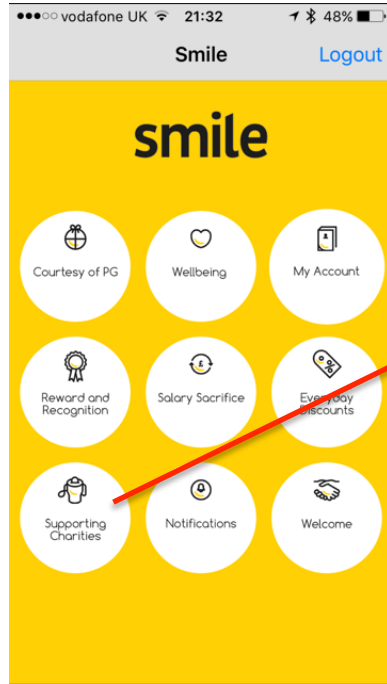 vodafone UK 21:32 48%
Smile Logout
smile
Courtesy of PG Wellbeing My Account
Reward and Salary Sacrifice Everyday
Recognition Discounts
Supporting Notifications Welcome
Charities